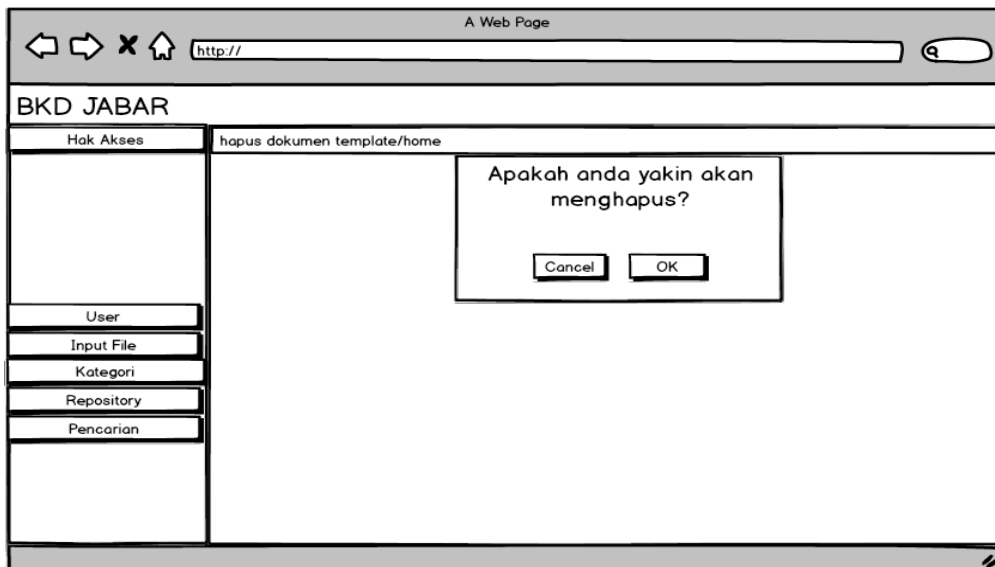 A Web Page
http://
BKD JABAR
Hak Akses
hapus dokumen template/home
Apakah anda yakin akan
menghapus?
Cancel
OK
User
Input File
Kategori
Repository
Pencarian